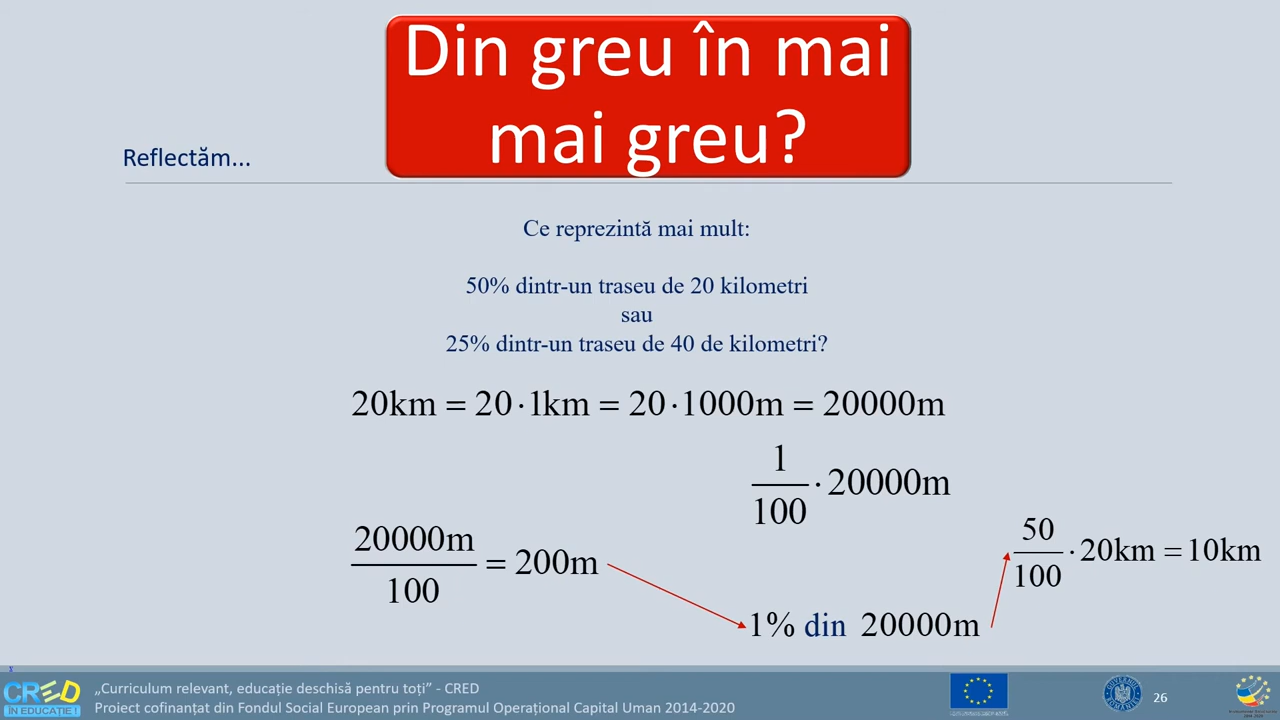 Din greu în mai
mai greu?
Reflectăm...
Ce reprezintă mai mult:
50% dintr-un traseu de 20 kilometri
sau
25% dintr-un traseu de 40 de kilometri?
20km = 20·1km = 20·1000m = 20000m
1/100 · 20000m
20000m/100 = 200m
50/100 · 20km = 10km
1% din 20000m
x
CRED
ÎN EDUCAȚIE !
„Curriculum relevant, educație deschisă pentru toți” - CRED
Proiect cofinanțat din Fondul Social European prin Programul Operațional Capital Uman 2014-2020
26